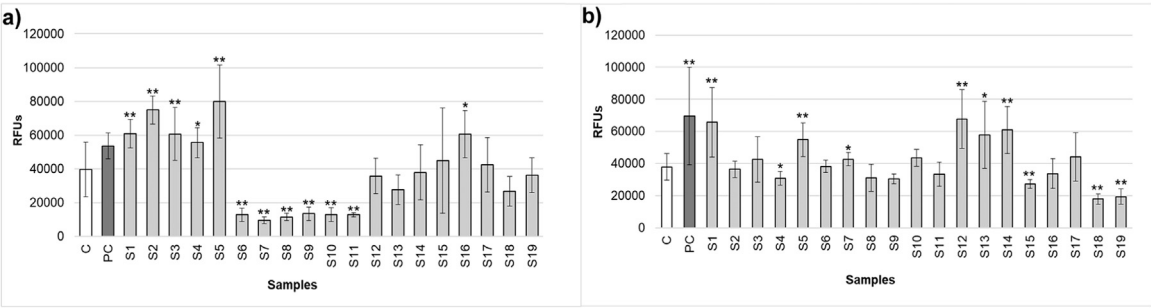 a)
120000
100000
80000
60000
40000
20000
0
RFUs
** ** ** * ** ** ** ** ** ** ** *
C PC S1 S2 S3 S4 S5 S6 S7 S8 S9 S10 S11 S12 S13 S14 S15 S16 S17 S18 S19
Samples
b)
120000
100000
80000
60000
40000
20000
0
RFUs
** ** * ** * ** * ** ** ** **
C PC S1 S2 S3 S4 S5 S6 S7 S8 S9 S10 S11 S12 S13 S14 S15 S16 S17 S18 S19
Samples